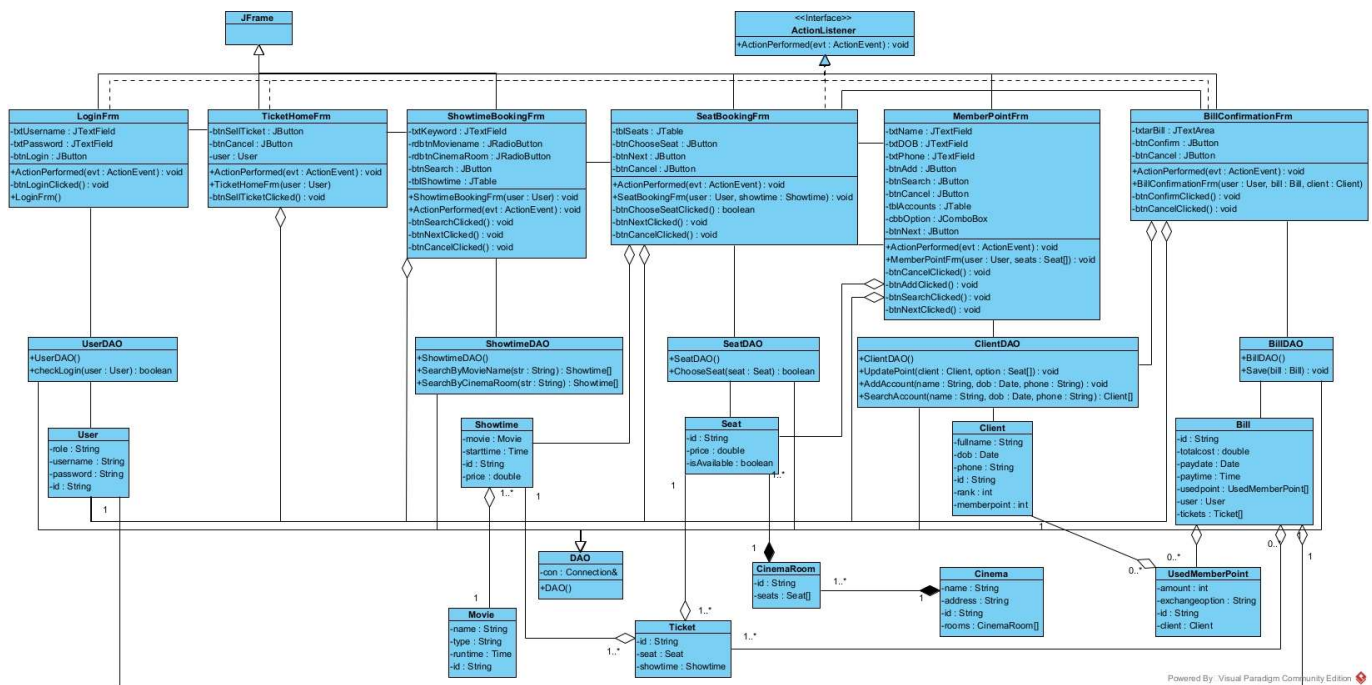 JFrame
<<Interface>>
ActionListener
+ActionPerformed(evt : ActionEvent) : void
LoginFrm
-txtUsername : JTextField
-txtPassword : JTextField
-btnLogin : JButton
+ActionPerformed(evt : ActionEvent) : void
-btnLoginClicked() : void
+LoginFrm()
TicketHomeFrm
-btnSellTicket : JButton
-btnCancel : JButton
-user : User
+ActionPerformed(evt : ActionEvent) : void
+TicketHomeFrm(user : User)
-btnSellTicketClicked() : void
ShowtimeBookingFrm
-txtKeyword : JTextField
-rdbtnMoviename : JRadioButton
-rdbtnCinemaRoom : JRadioButton
-btnSearch : JButton
-tblShowtime : JTable
+ShowtimeBookingFrm(user : User) : void
+ActionPerformed(evt : ActionEvent) : void
-btnSearchClicked() : void
-btnNextClicked() : void
-btnCancelClicked() : void
SeatBookingFrm
-tblSeats : JTable
-btnChooseSeat : JButton
-btnNext : JButton
-btnCancel : JButton
+ActionPerformed(evt : ActionEvent) : void
+SeatBookingFrm(user : User, showtime : Showtime) : void
-btnChooseSeatClicked() : boolean
-btnNextClicked() : void
-btnCancelClicked() : void
MemberPointFrm
-txtName : JTextField
-txtDOB : JTextField
-txtPhone : JTextField
-btnAdd : JButton
-btnSearch : JButton
-btnCancel : JButton
-tblAccounts : JTable
-cbbOption : JComboBox
-btnNext : JButton
+ActionPerformed(evt : ActionEvent) : void
+MemberPointFrm(user : User, seats : Seat[]) : void
-btnCancelClicked() : void
-btnAddClicked() : void
-btnSearchClicked() : void
-btnNextClicked() : void
BillConfirmationFrm
-txtarBill : JTextArea
-btnConfirm : JButton
-btnCancel : JButton
+ActionPerformed(evt : ActionEvent) : void
+BillConfirmationFrm(user : User, bill : Bill, client : Client)
-btnConfirmClicked() : void
-btnCancelClicked() : void
UserDAO
+UserDAO()
+checkLogin(user : User) : boolean
ShowtimeDAO
+ShowtimeDAO()
+SearchByMovieName(str : String) : Showtime[]
+SearchByCinemaRoom(str : String) : Showtime[]
SeatDAO
+SeatDAO()
+ChooseSeat(seat : Seat) : boolean
ClientDAO
+ClientDAO()
+UpdatePoint(client : Client, option : Seat[]) : void
+AddAccount(name : String, dob : Date, phone : String) : void
+SearchAccount(name : String, dob : Date, phone : String) : Client[]
BillDAO
+BillDAO()
+Save(bill : Bill) : void
User
-role : String
-username : String
-password : String
-id : String
1
Showtime
-movie : Movie
-starttime : Time
-id : String
-price : double
1..*
1
Seat
-id : String
-price : double
-isAvailable : boolean
1
1..*
Client
-fullname : String
-dob : Date
-phone : String
-id : String
-rank : int
-memberpoint : int
1
Bill
-id : String
-totalcost : double
-paydate : Date
-paytime : Time
-usedpoint : UsedMemberPoint[]
-user : User
-tickets : Ticket[]
0..
1
DAO
-con : Connection&
+DAO()
1
CinemaRoom
-id : String
-seats : Seat[]
1..*
1
Cinema
-name : String
-address : String
-id : String
-rooms : CinemaRoom[]
0..*
0..*
UsedMemberPoint
-amount : int
-exchangeoption : String
-id : String
-client : Client
1
Movie
-name : String
-type : String
-runtime : Time
-id : String
1..*
1..*
Ticket
-id : String
-seat : Seat
-showtime : Showtime
Powered By Visual Paradigm Community Edition